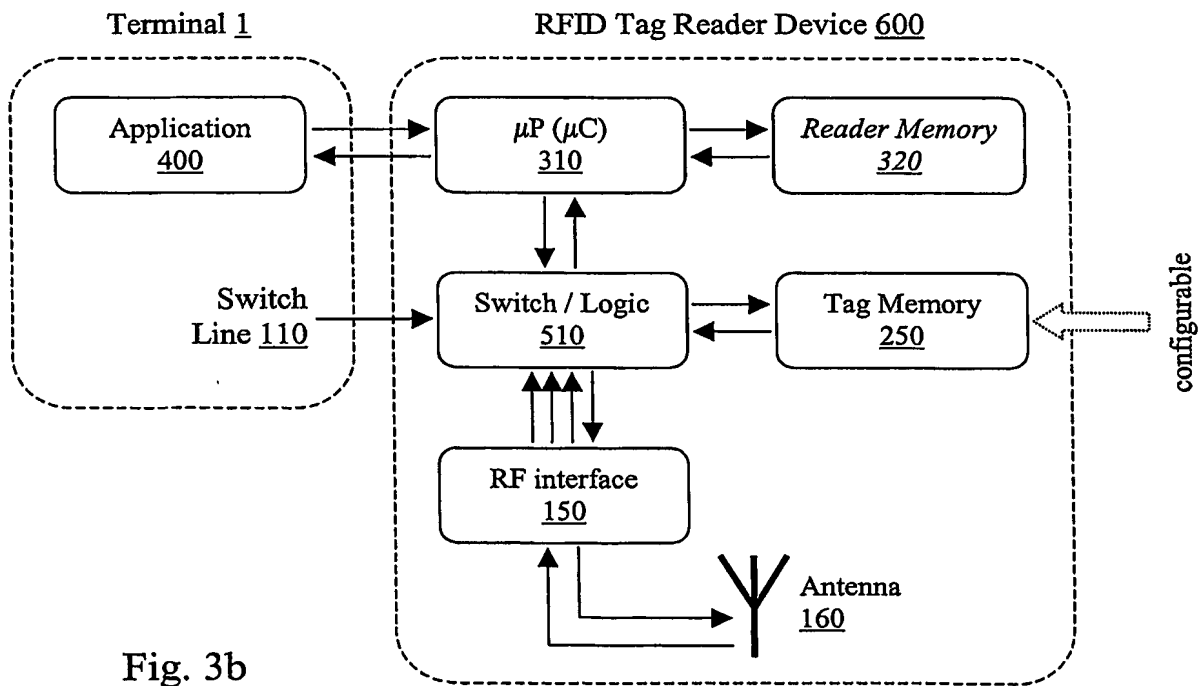 Terminal 1
RFID Tag Reader Device 600
Application
400
μP (μC)
310
Reader Memory
320
Switch
Line 110
Switch / Logic
510
Tag Memory
250
configurable
RF interface
150
Antenna
160
Fig. 3b